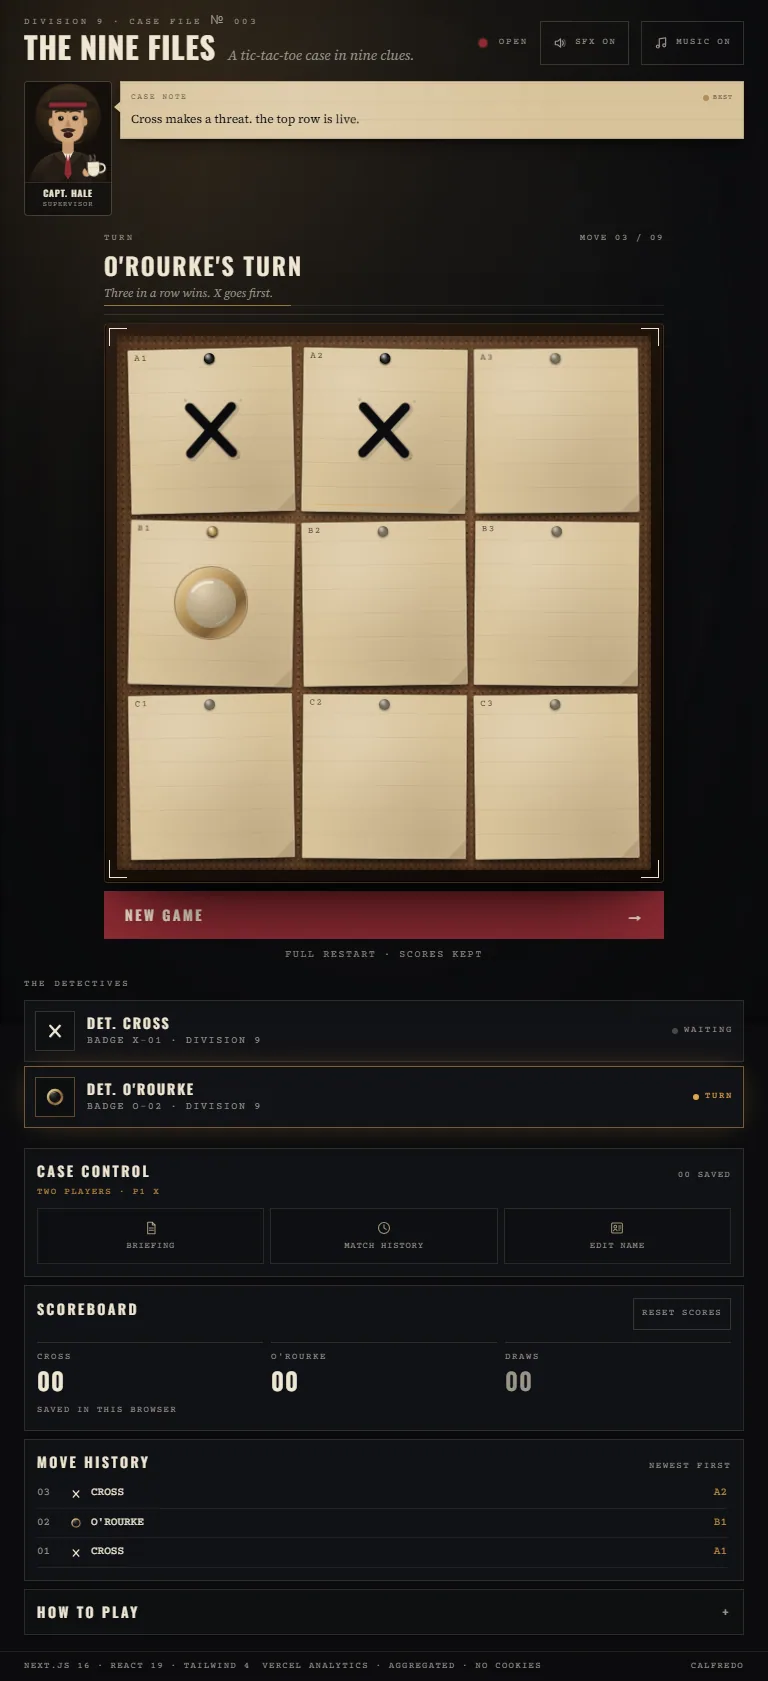 DIVISION 9 · CASE FILE № 003
THE NINE FILES
A tic-tac-toe case in nine clues.
OPEN
SFX ON
MUSIC ON
CASE NOTE
BEST
Cross makes a threat. the top row is live.
CAPT. HALE
SUPERVISOR
TURN
MOVE 03 / 09
O'ROURKE'S TURN
Three in a row wins. X goes first.
A1
A2
A3
B1
B2
B3
C1
C2
C3
NEW GAME →
FULL RESTART · SCORES KEPT
THE DETECTIVES
DET. CROSS
BADGE X-01 · DIVISION 9
WAITING
DET. O'ROURKE
BADGE O-02 · DIVISION 9
TURN
CASE CONTROL
00 SAVED
TWO PLAYERS · P1 X
BRIEFING
MATCH HISTORY
EDIT NAME
SCOREBOARD
RESET SCORES
CROSS
O'ROURKE
DRAWS
00
00
00
SAVED IN THIS BROWSER
MOVE HISTORY
NEWEST FIRST
03 CROSS A2
02 O'ROURKE B1
01 CROSS A1
HOW TO PLAY +
NEXT.JS 16 · REACT 19 · TAILWIND 4 VERCEL ANALYTICS · AGGREGATED · NO COOKIES
CALFREDO